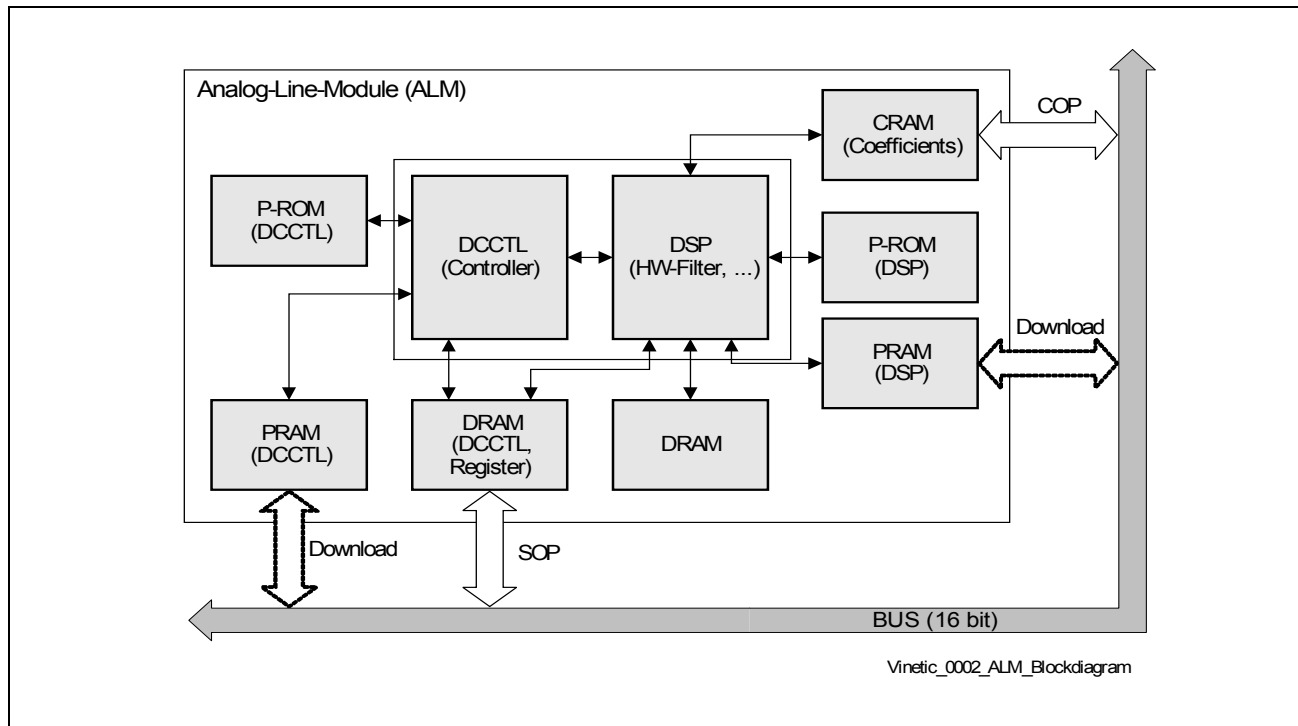 Analog-Line-Module (ALM)
CRAM
(Coefficients)
COP
P-ROM
(DCCTL)
DCCTL
(Controller)
DSP
(HW-Filter, ...)
P-ROM
(DSP)
PRAM
(DSP)
Download
PRAM
(DCCTL)
DRAM
(DCCTL,
Register)
DRAM
Download
SOP
BUS (16 bit)
Vinetic_0002_ALM_Blockdiagram